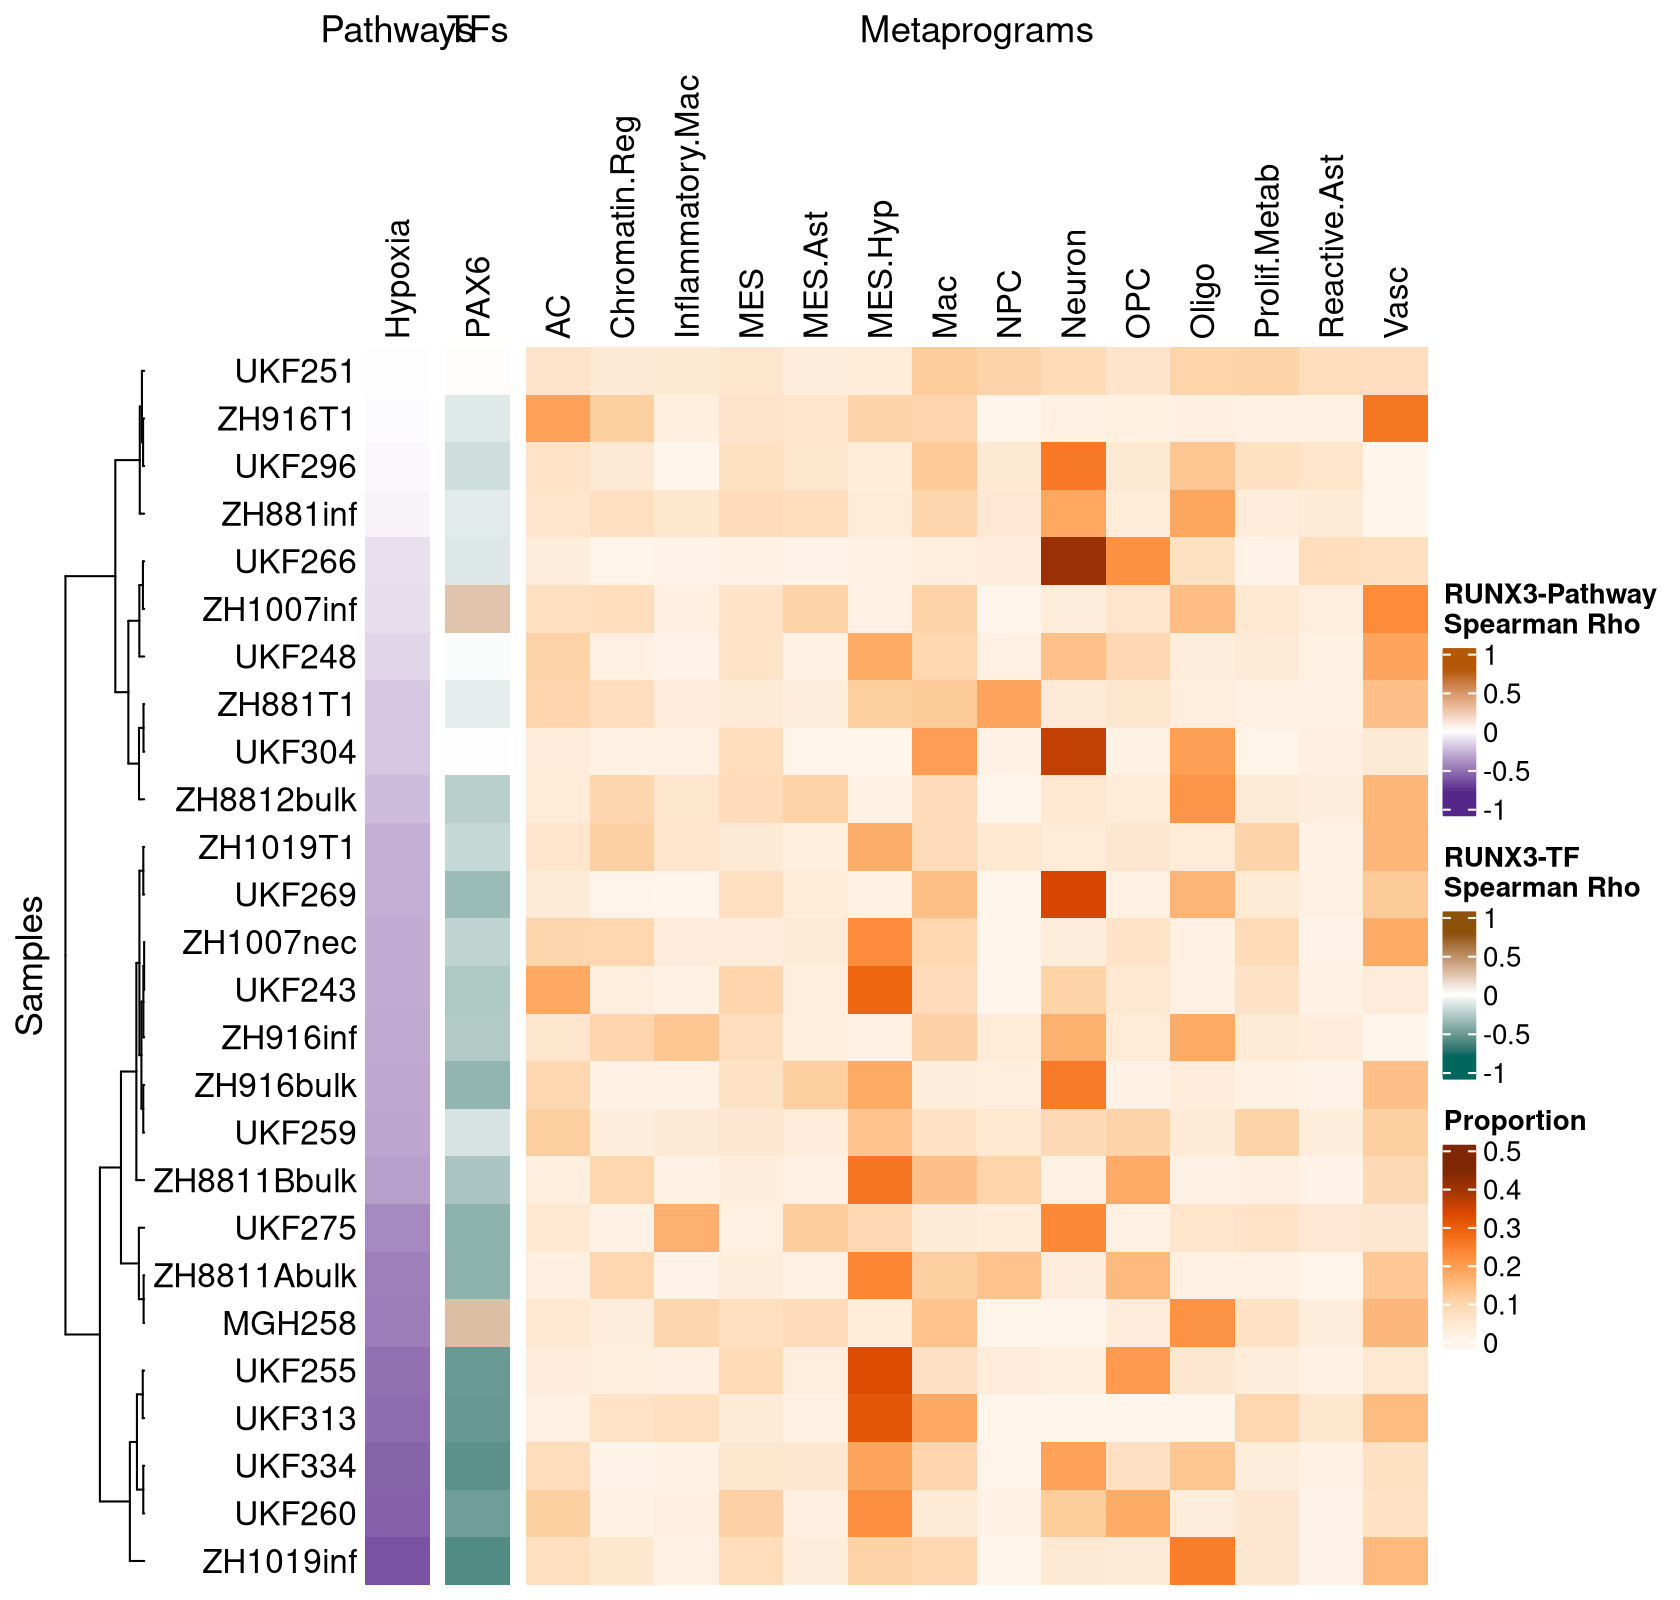 Pathways TFs Metaprograms
Hypoxia
PAX6
AC
Chromatin.Reg
Inflammatory.Mac
MES
MES.Ast
MES.Hyp
Mac
NPC
Neuron
OPC
Oligo
Prolif.Metab
Reactive.Ast
Vasc
Samples
UKF251
ZH916T1
UKF296
ZH881inf
UKF266
ZH1007inf
UKF248
ZH881T1
UKF304
ZH8812bulk
ZH1019T1
UKF269
ZH1007nec
UKF243
ZH916inf
ZH916bulk
UKF259
ZH8811Bbulk
UKF275
ZH8811Abulk
MGH258
UKF255
UKF313
UKF334
UKF260
ZH1019inf
RUNX3-Pathway
Spearman Rho
1
0.5
0
-0.5
-1
RUNX3-TF
Spearman Rho
1
0.5
0
-0.5
-1
Proportion
0.5
0.4
0.3
0.2
0.1
0